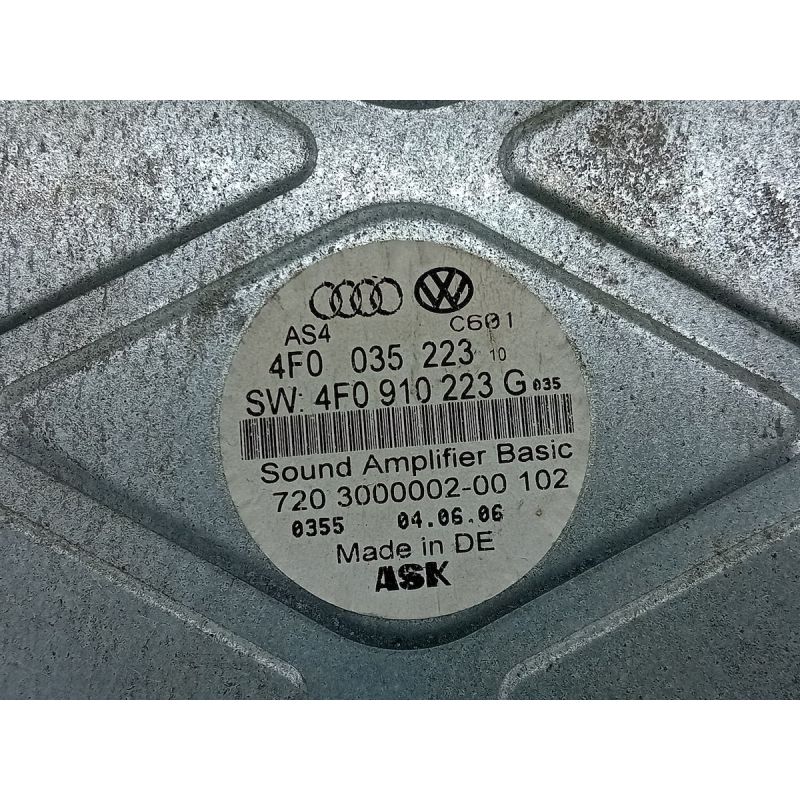 AS4 C601
4F0 035 223 10
SW: 4F0 910 223 G 035
Sound Amplifier Basic
720 3000002-00 102
0355 04.06.06
Made in DE
ASK